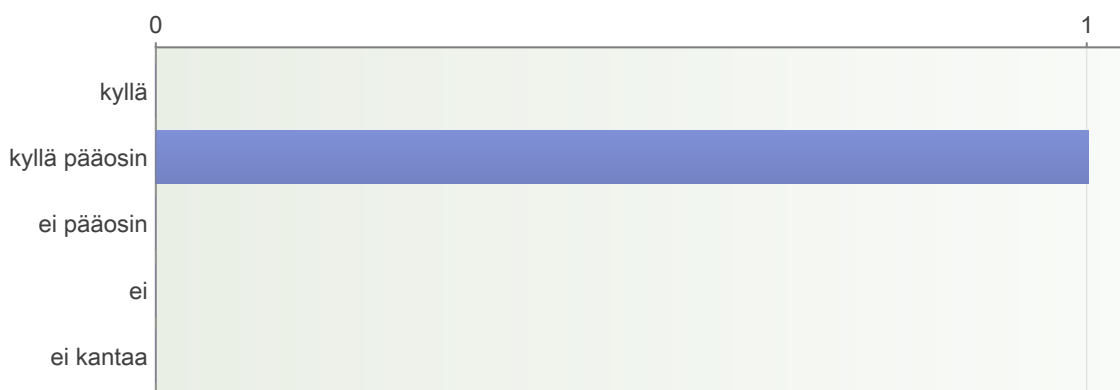 0 1
kyllä
kyllä pääosin
ei pääosin
ei
ei kantaa